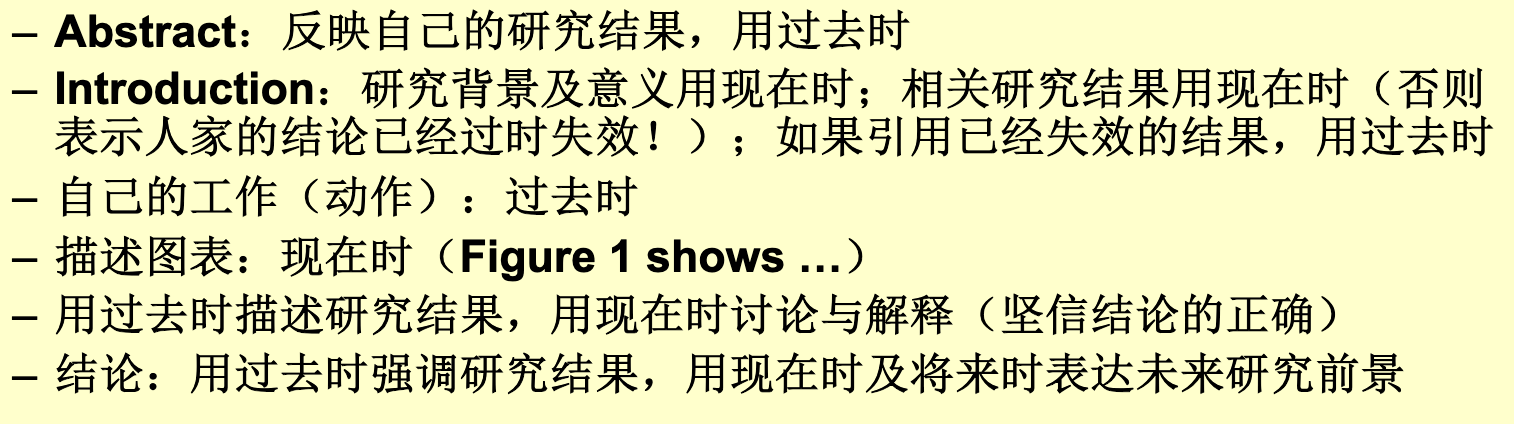 – Abstract：反映自己的研究结果，用过去时
– Introduction：研究背景及意义用现在时；相关研究结果用现在时（否则
表示人家的结论已经过时失效！）；如果引用已经失效的结果，用过去时
– 自己的工作（动作）：过去时
– 描述图表：现在时（Figure 1 shows …）
– 用过去时描述研究结果，用现在时讨论与解释（坚信结论的正确）
– 结论：用过去时强调研究结果，用现在时及将来时表达未来研究前景